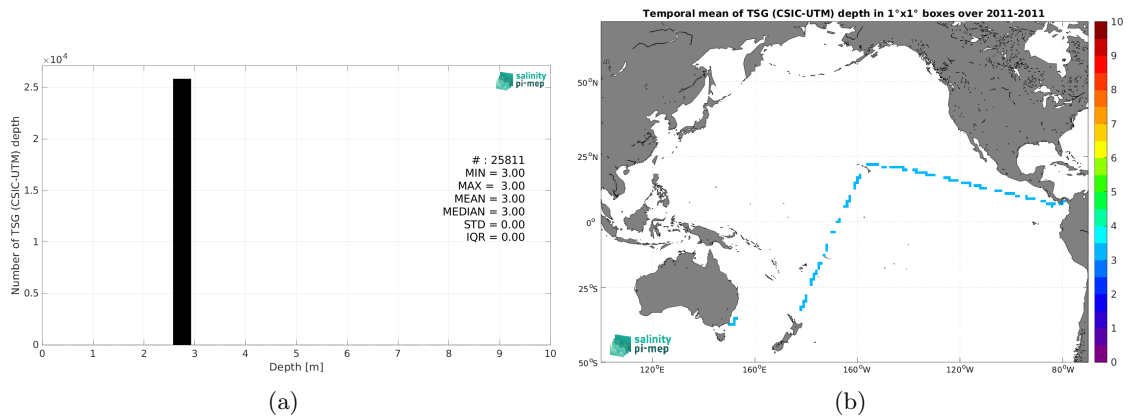 ×10⁴
2.5
2
1.5
1
0.5
0
0 1 2 3 4 5 6 7 8 9 10
Number of TSG (CSIC-UTM) depth
Depth [m]
salinity
pi-mep
# : 25811
MIN = 3.00
MAX = 3.00
MEAN = 3.00
MEDIAN = 3.00
STD = 0.00
IQR = 0.00
(a)
Temporal mean of TSG (CSIC-UTM) depth in 1°x1° boxes over 2011-2011
50°N
25°N
0°
25°S
50°S
120°E 160°E 160°W 120°W 80°W
salinity
pi-mep
10
9
8
7
6
5
4
3
2
1
0
(b)